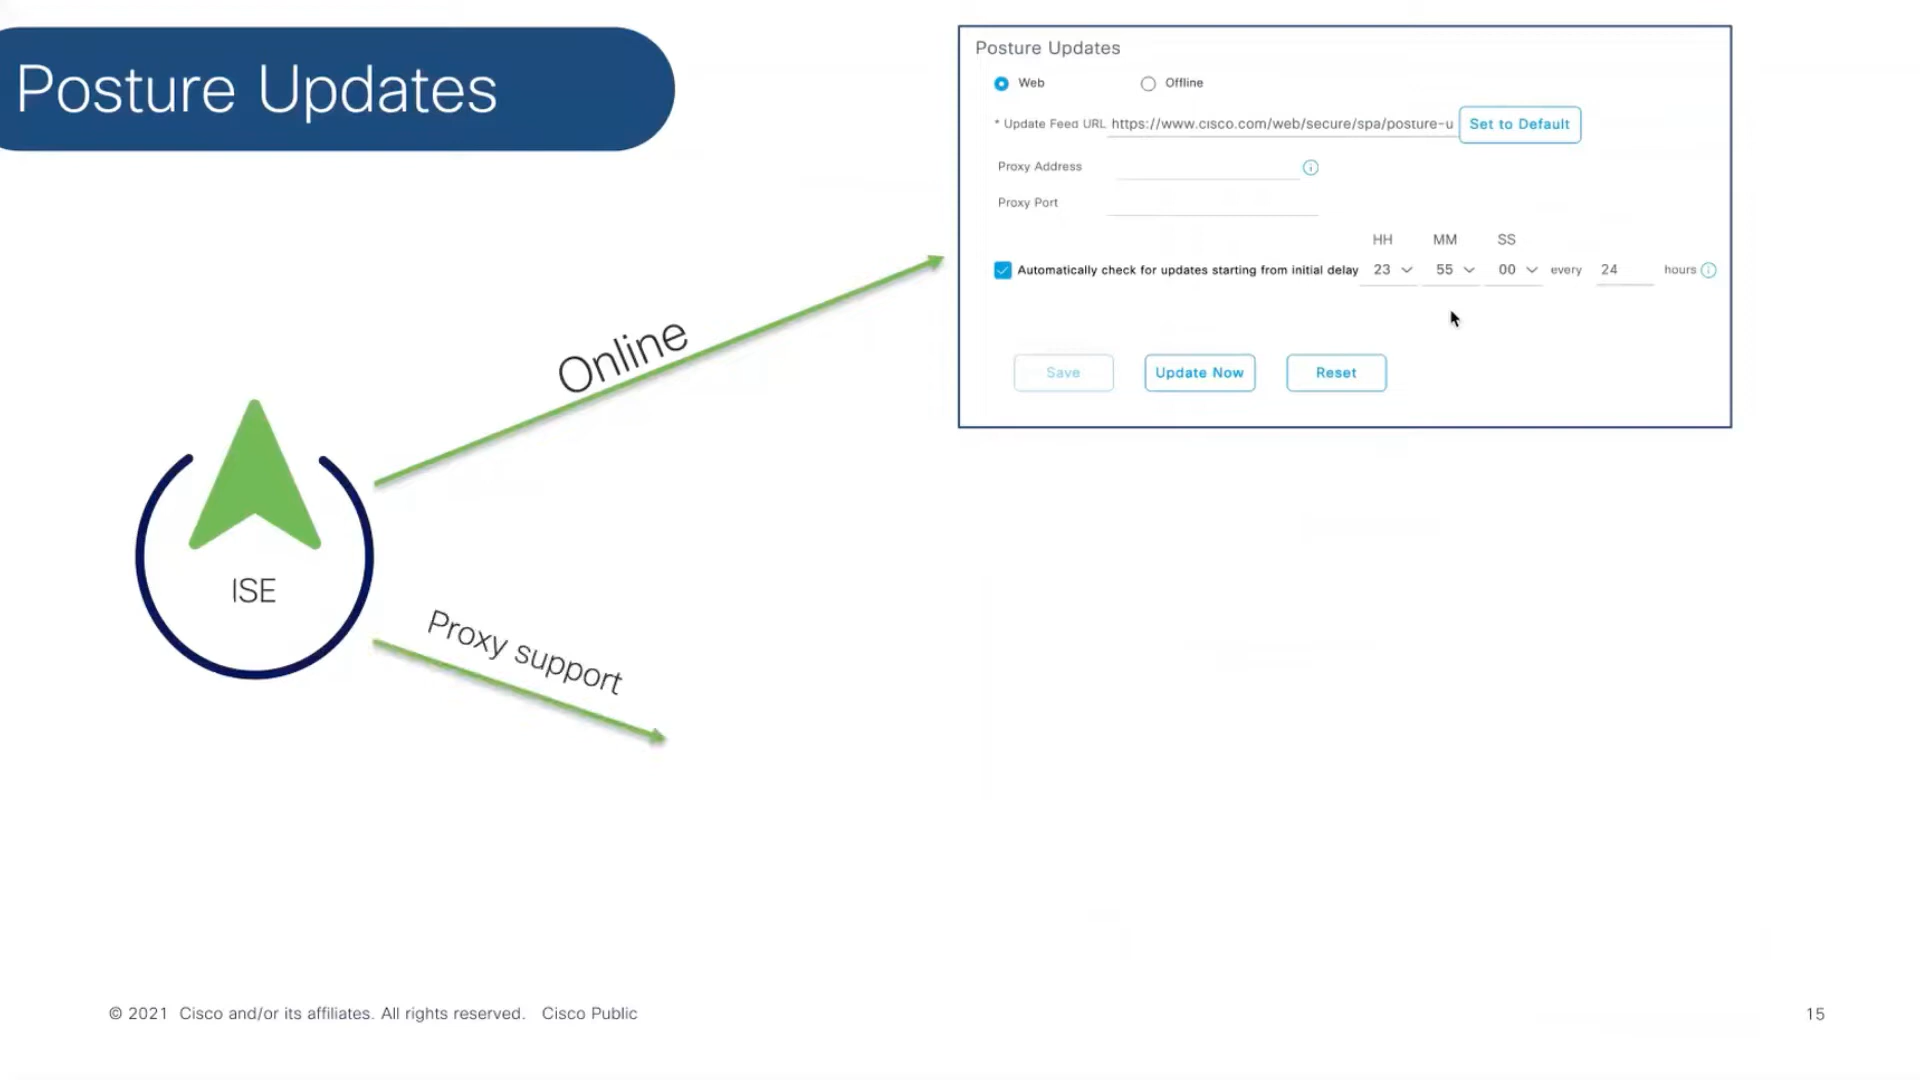 Posture Updates
Posture Updates
Web Offline
* Update Feed URL https://www.cisco.com/web/secure/spa/posture-u Set to Default
Proxy Address
Proxy Port
HH MM SS
Automatically check for updates starting from initial delay 23 55 00 every 24 hours
Save Update Now Reset
Online
ISE
Proxy support
© 2021 Cisco and/or its affiliates. All rights reserved. Cisco Public
15